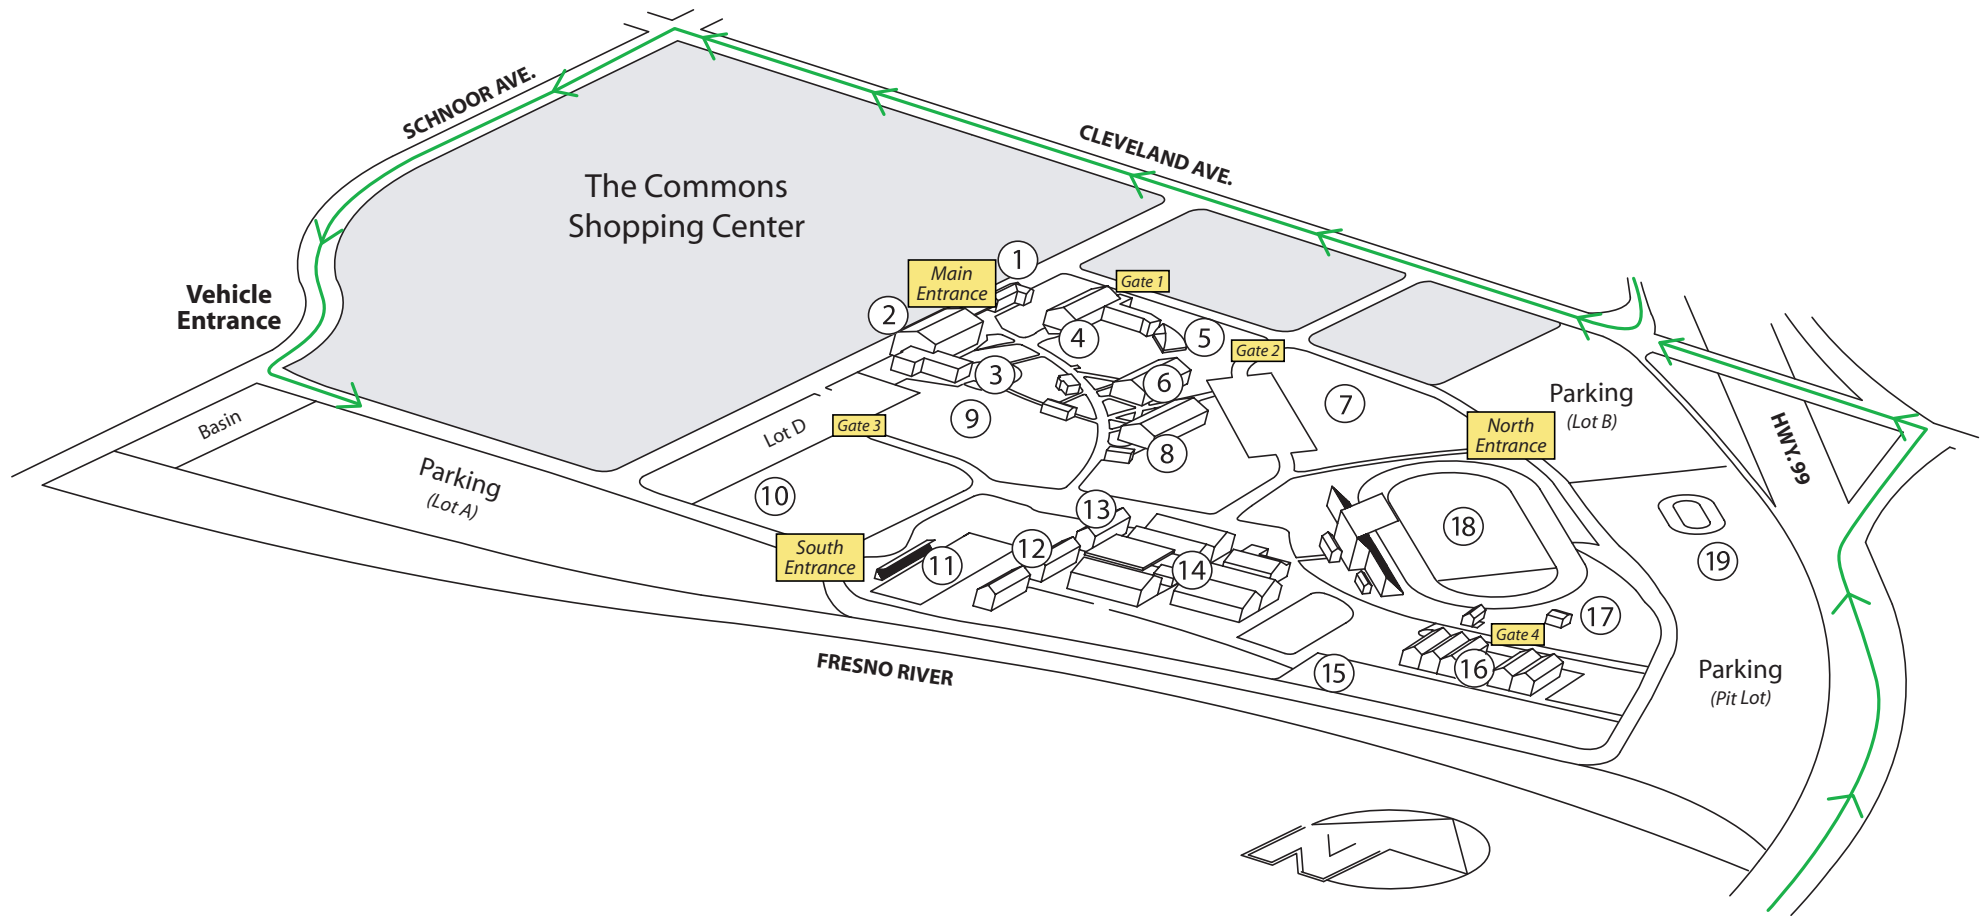 SCHNOOR AVE.
CLEVELAND AVE.
The Commons
Shopping Center
Vehicle
Entrance
Main
Entrance
1
Gate 1
2
4
5
Gate 2
3
6
7
Parking
(Lot B)
HWY. 99
North
Entrance
Basin
Lot D
Gate 3
9
8
Parking
(Lot A)
10
13
18
South
Entrance
11
12
14
19
17
Gate 4
16
15
Parking
(Pit Lot)
FRESNO RIVER